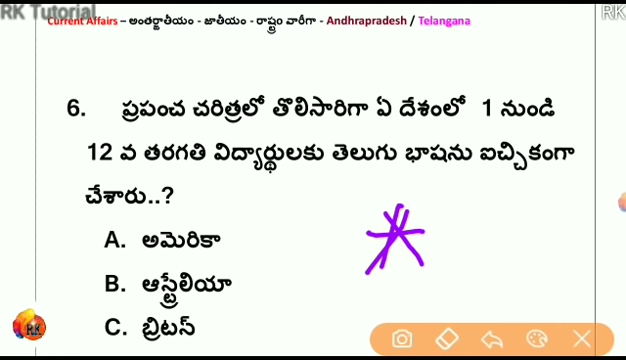 RK Tutorial RK
Current Affairs – అంతర్జాతీయం - జాతీయం - రాష్ట్రం వారీగా - Andhrapradesh / Telangana
6. ప్రపంచ చరిత్రలో తొలిసారిగా ఏ దేశంలో 1 నుండి
12 వ తరగతి విద్యార్థులకు తెలుగు భాషను ఐచ్చికంగా
చేశారు..?
A. అమెరికా
B. ఆస్ట్రేలియా
C. బ్రిటన్
RK